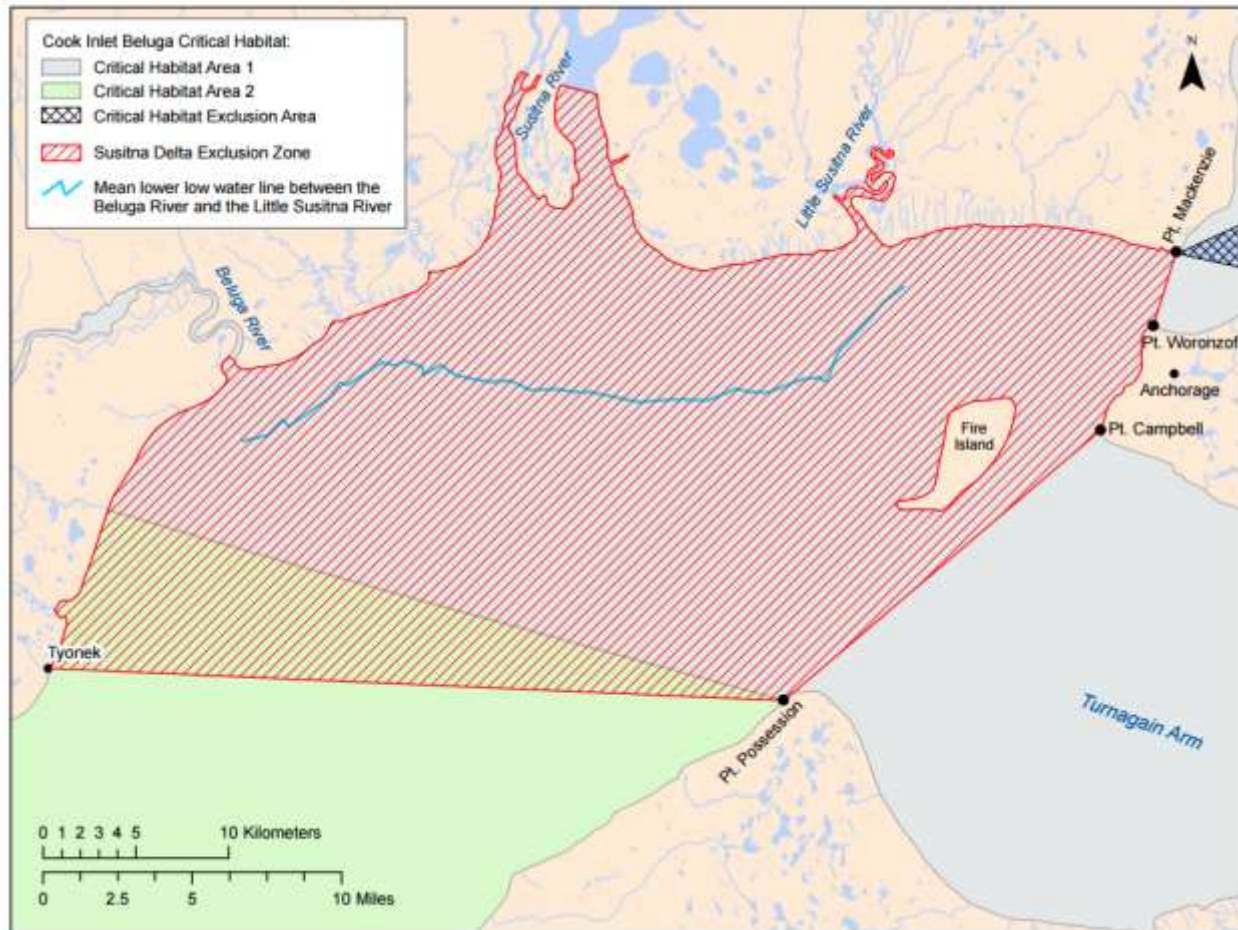 Cook Inlet Beluga Critical Habitat:
Critical Habitat Area 1
Critical Habitat Area 2
Critical Habitat Exclusion Area
Susitna Delta Exclusion Zone
Mean lower low water line between the
Beluga River and the Little Susitna River
N
Susitna River
Little Susitna River
Pt. Mackenzie
Beluga River
Pt. Woronzof
Anchorage
Pt. Campbell
Fire
Island
Tyonek
Pt. Possession
Turnagain Arm
0 1 2 3 4 5 10 Kilometers
0 2.5 5 10 Miles